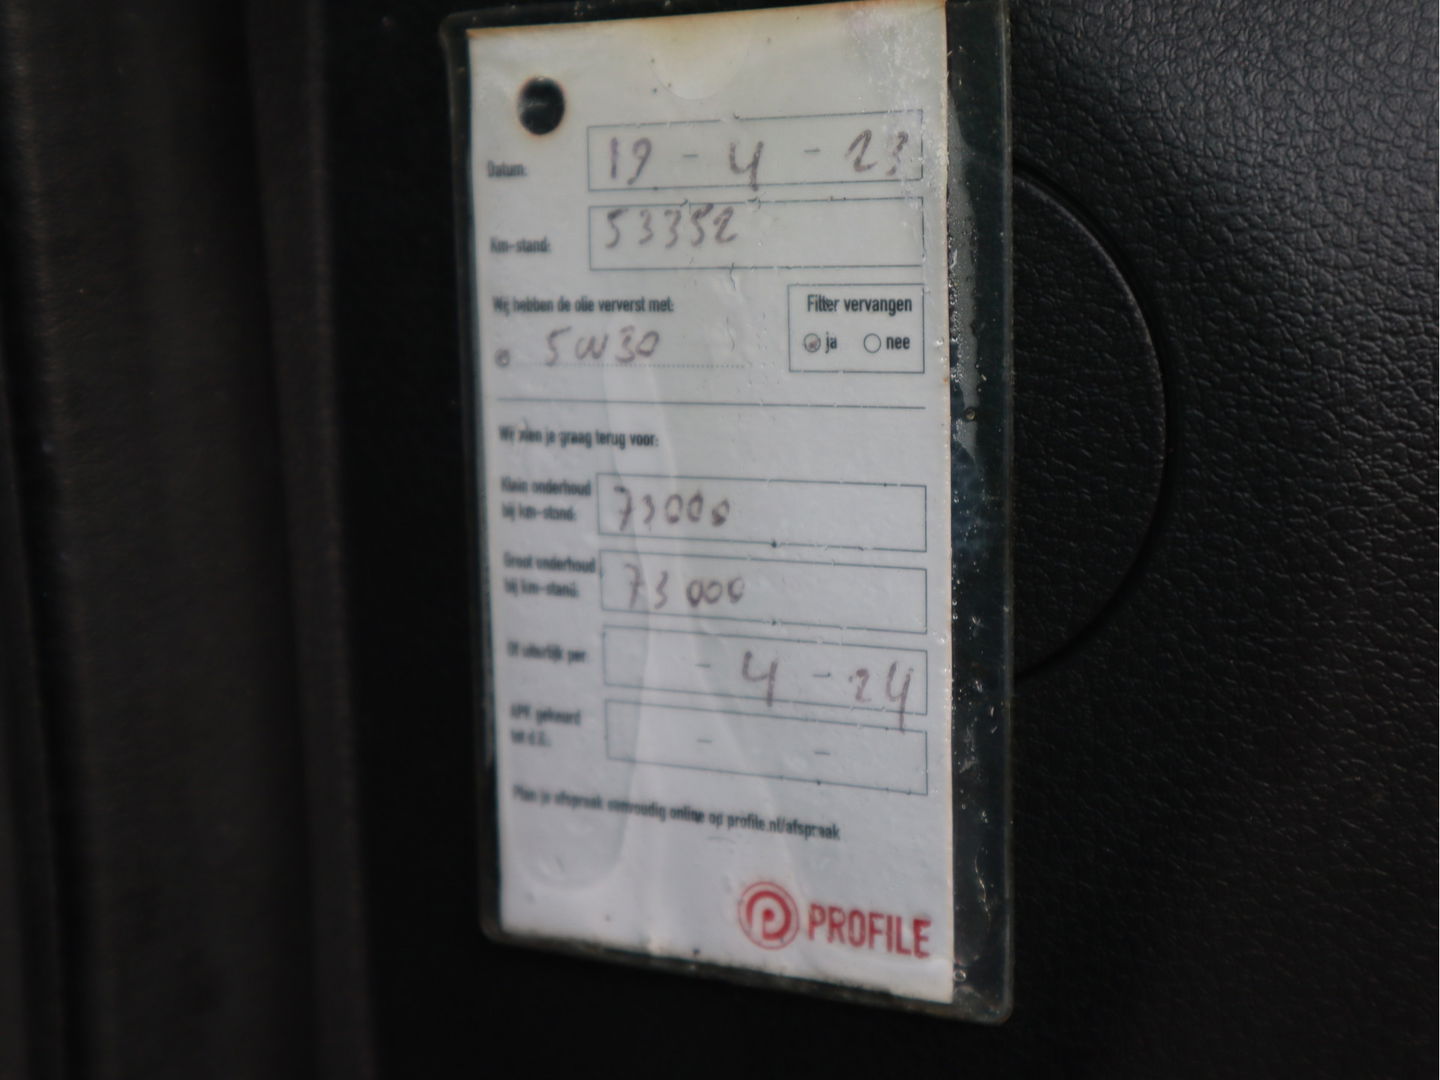 Datum: 19 - 4 - 23
Km-stand: 53352
Wij hebben de olie ververst met:
5W30
Filter vervangen
ja nee
We zien je graag terug voor:
Klein onderhoud
bij km-stand: 73000
Groot onderhoud
bij km-stand: 73000
Of uiterlijk per - 4 - 24
APK gekeurd
tot d.d.: - -
Plan je afspraak eenvoudig online op profile.nl/afspraak
PROFILE